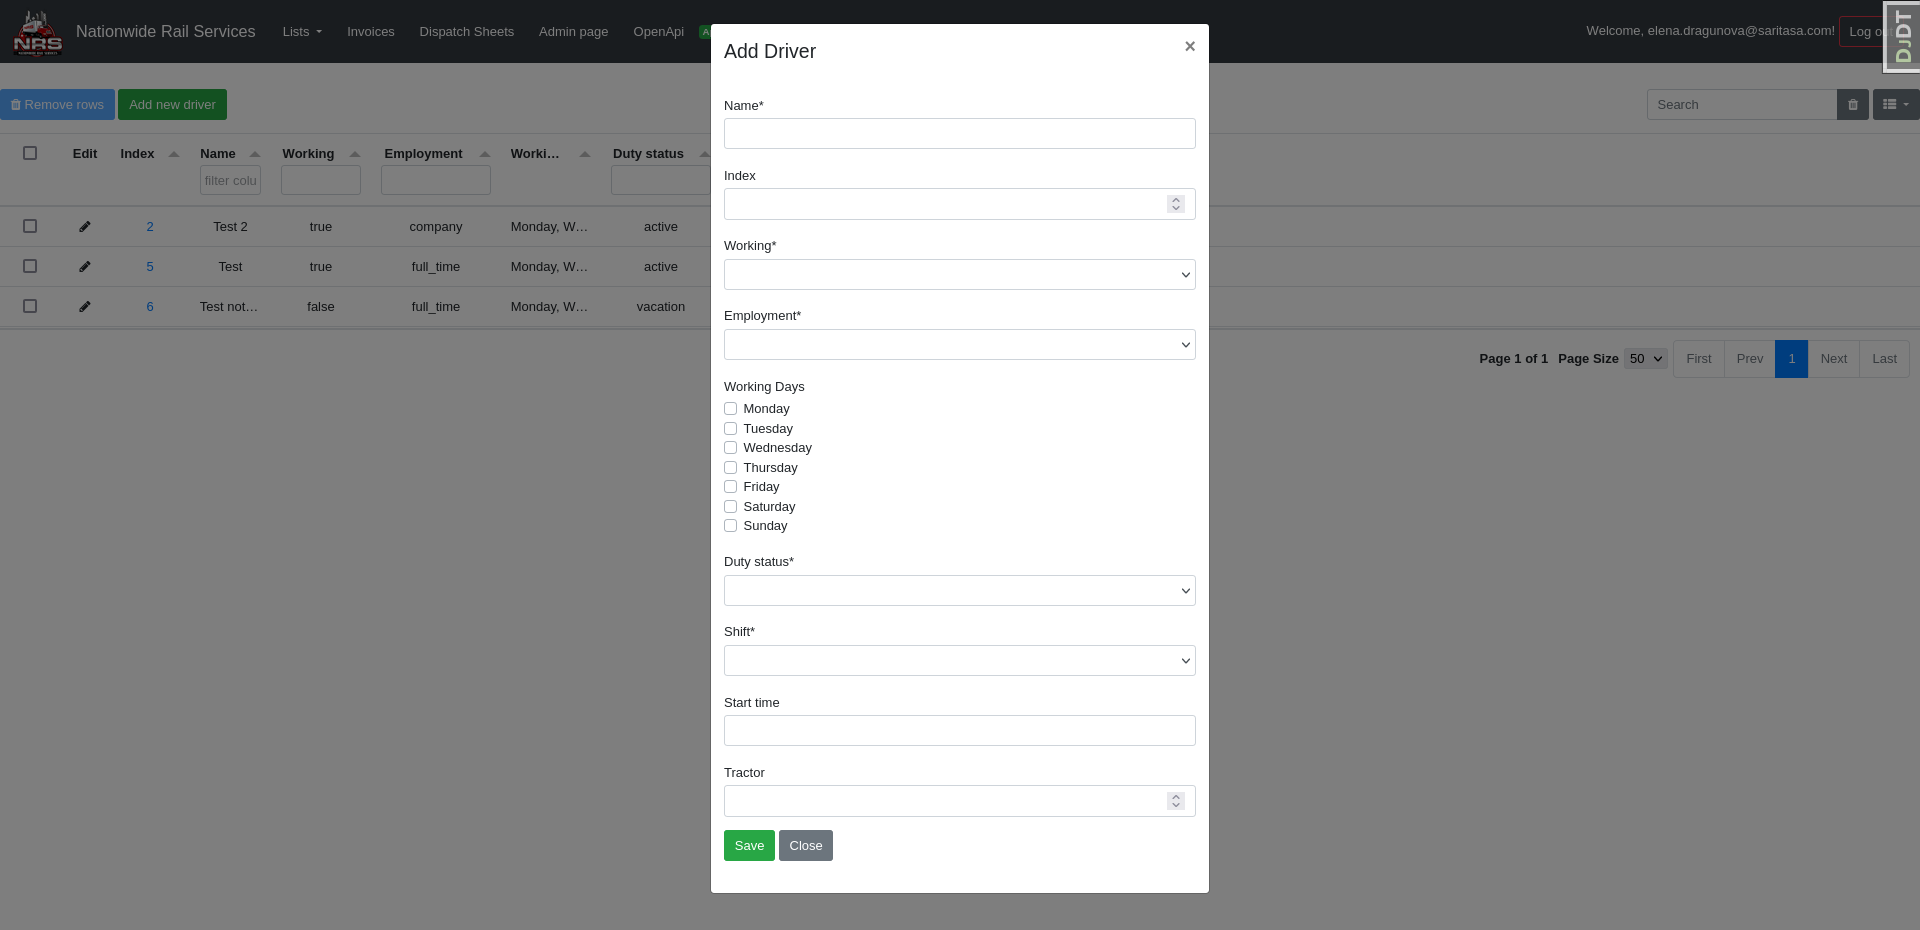 NRS
Nationwide Rail Services
Lists
Invoices
Dispatch Sheets
Admin page
OpenApi
Welcome, elena.dragunova@saritasa.com!
Log out
DJDT
Remove rows
Add new driver
Search
Edit
Index
Name
Working
Employment
Worki…
Duty status
filter colu
2 Test 2 true company Monday, W… active
5 Test true full_time Monday, W… active
6 Test not… false full_time Monday, W… vacation
Page 1 of 1 Page Size 50 First Prev 1 Next Last
Add Driver
×
Name*
Index
Working*
Employment*
Working Days
Monday
Tuesday
Wednesday
Thursday
Friday
Saturday
Sunday
Duty status*
Shift*
Start time
Tractor
Save
Close